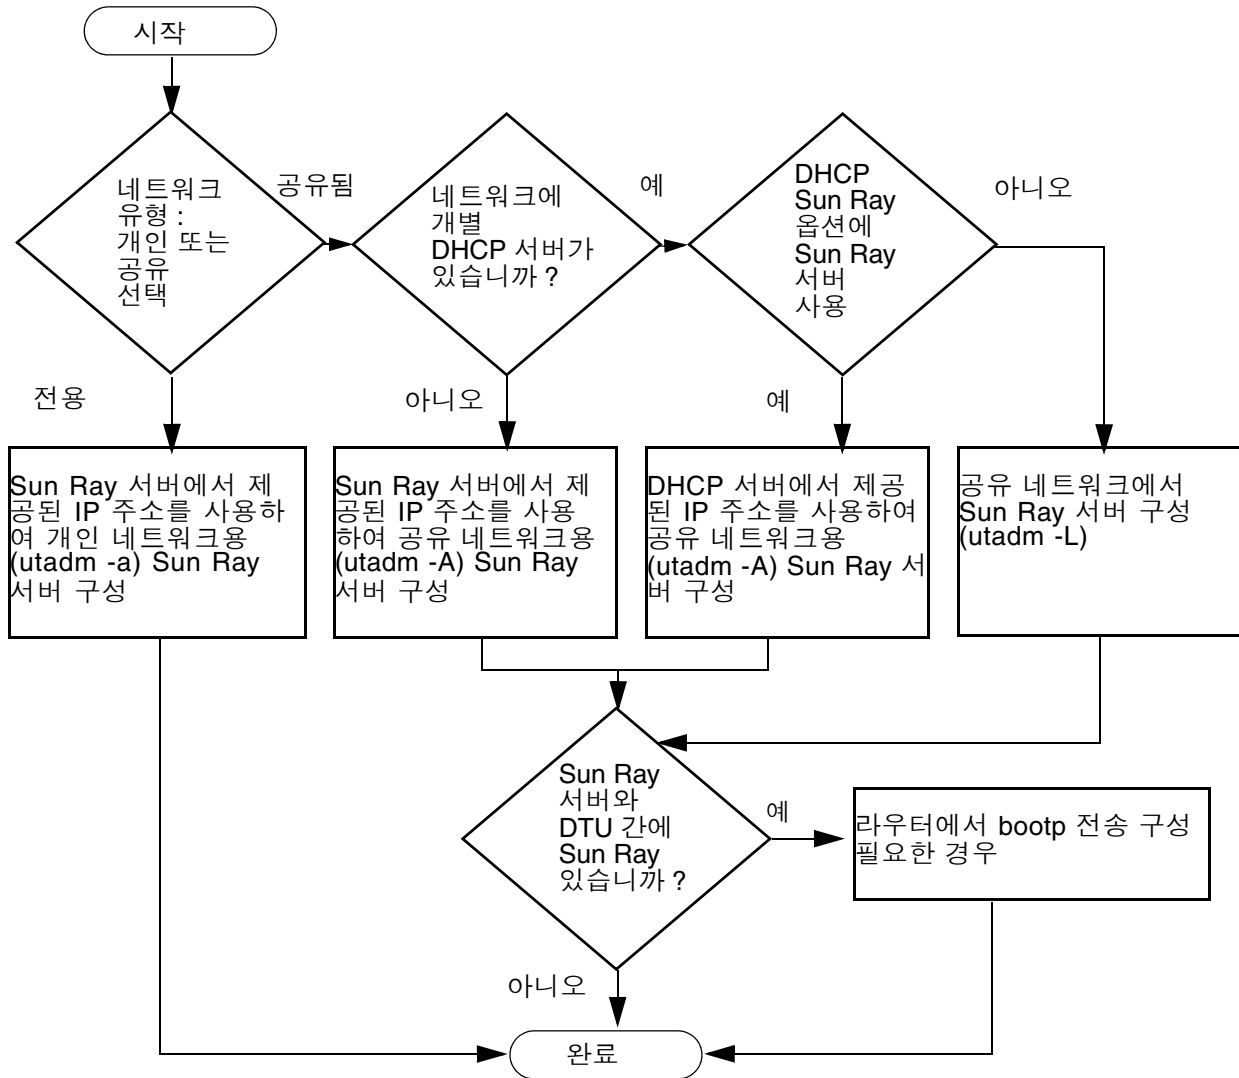 시작
네트워크
유형 :
개인 또는
공유
선택
공유됨
네트워크에
개별
DHCP 서버가
있습니까 ?
예
DHCP
Sun Ray
옵션에
Sun Ray
서버
사용
아니오
전용
아니오
예
Sun Ray 서버에서 제
공된 IP 주소를 사용하
여 개인 네트워크용
(utadm -a) Sun Ray
서버 구성
Sun Ray 서버에서 제
공된 IP 주소를 사용
하여 공유 네트워크용
(utadm -A) Sun Ray
서버 구성
DHCP 서버에서 제공
된 IP 주소를 사용하여
공유 네트워크용
(utadm -A) Sun Ray 서
버 구성
공유 네트워크에서
Sun Ray 서버 구성
(utadm -L)
Sun Ray
서버와
DTU 간에
Sun Ray
있습니까 ?
예
라우터에서 bootp 전송 구성
필요한 경우
아니오
완료